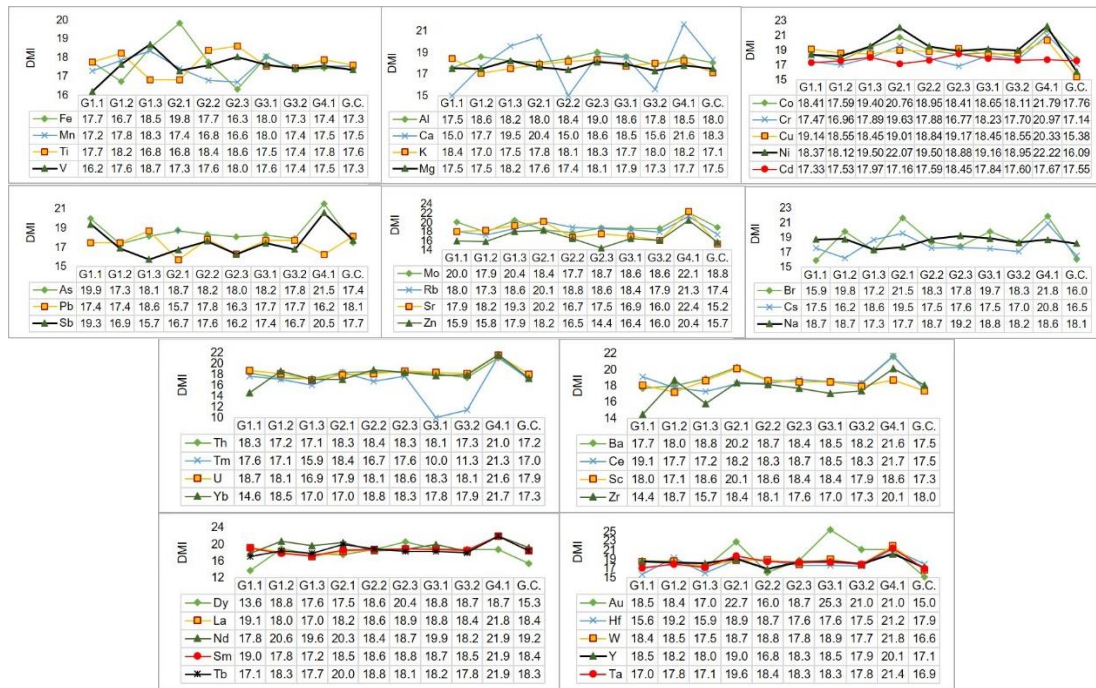 20
19
18
17
16
DMI
G1.1 G1.2 G1.3 G2.1 G2.2 G2.3 G3.1 G3.2 G4.1 G.C.
Fe 17.7 16.7 18.5 19.8 17.7 16.3 18.0 17.4 17.4 17.3
Mn 17.2 17.8 18.3 17.4 16.8 16.6 18.0 17.4 17.5 17.5
Ti 17.7 18.2 16.8 16.8 18.4 18.6 17.5 17.4 17.8 17.6
V 16.2 17.6 18.7 17.3 17.6 18.0 17.6 17.4 17.5 17.3
21
19
17
15
DMI
G1.1 G1.2 G1.3 G2.1 G2.2 G2.3 G3.1 G3.2 G4.1 G.C.
Al 17.5 18.6 18.2 18.0 18.4 19.0 18.6 17.8 18.5 18.0
Ca 15.0 17.7 19.5 20.4 15.0 18.6 18.5 15.6 21.6 18.3
K 18.4 17.0 17.5 17.8 18.1 18.3 17.7 18.0 18.2 17.1
Mg 17.5 17.5 18.2 17.6 17.4 18.1 17.9 17.3 17.7 17.5
23
21
19
17
15
DMI
G1.1 G1.2 G1.3 G2.1 G2.2 G2.3 G3.1 G3.2 G4.1 G.C.
Co 18.41 17.59 19.40 20.76 18.95 18.41 18.65 18.11 21.79 17.76
Cr 17.47 16.96 17.89 19.63 17.88 16.77 18.23 17.70 20.97 17.14
Cu 19.14 18.55 18.45 19.01 18.84 19.17 18.45 18.55 20.33 15.38
Ni 18.37 18.12 19.50 22.07 19.50 18.88 19.16 18.95 22.22 16.09
Cd 17.33 17.53 17.97 17.16 17.59 18.45 17.84 17.60 17.67 17.55
21
19
17
15
DMI
G1.1 G1.2 G1.3 G2.1 G2.2 G2.3 G3.1 G3.2 G4.1 G.C.
As 19.9 17.3 18.1 18.7 18.2 18.0 18.2 17.8 21.5 17.4
Pb 17.4 17.4 18.6 15.7 17.8 16.3 17.7 17.7 16.2 18.1
Sb 19.3 16.9 15.7 16.7 17.6 16.2 17.4 16.7 20.5 17.7
24
22
20
18
16
14
DMI
G1.1 G1.2 G1.3 G2.1 G2.2 G2.3 G3.1 G3.2 G4.1 G.C.
Mo 20.0 17.9 20.4 18.4 17.7 18.7 18.6 18.6 22.1 18.8
Rb 18.0 17.3 18.6 20.1 18.8 18.6 18.4 17.9 21.3 17.4
Sr 17.9 18.2 19.3 20.2 16.7 17.5 16.9 16.0 22.4 15.2
Zn 15.9 15.8 17.9 18.2 16.5 14.4 16.4 16.0 20.4 15.7
23
21
19
17
15
DMI
G1.1 G1.2 G1.3 G2.1 G2.2 G2.3 G3.1 G3.2 G4.1 G.C.
Br 15.9 19.8 17.2 21.5 18.3 17.8 19.7 18.3 21.8 16.0
Cs 17.5 16.2 18.6 19.5 17.5 17.6 17.5 17.0 20.8 16.5
Na 18.7 18.7 17.3 17.7 18.7 19.2 18.8 18.2 18.6 18.1
22
20
18
16
14
12
10
DMI
G1.1 G1.2 G1.3 G2.1 G2.2 G2.3 G3.1 G3.2 G4.1 G.C.
Th 18.3 17.2 17.1 18.3 18.4 18.3 18.1 17.3 21.0 17.2
Tm 17.6 17.1 15.9 18.4 16.7 17.6 10.0 11.3 21.3 17.0
U 18.7 18.1 16.9 17.9 18.1 18.6 18.3 18.1 21.6 17.9
Yb 14.6 18.5 17.0 17.0 18.8 18.3 17.8 17.9 21.7 17.3
22
20
18
16
14
DMI
G1.1 G1.2 G1.3 G2.1 G2.2 G2.3 G3.1 G3.2 G4.1 G.C.
Ba 17.7 18.0 18.8 20.2 18.7 18.4 18.5 18.2 21.6 17.5
Ce 19.1 17.7 17.2 18.2 18.3 18.7 18.5 18.3 21.7 17.5
Sc 18.0 17.1 18.6 20.1 18.6 18.4 18.4 17.9 18.6 17.3
Zr 14.4 18.7 15.7 18.4 18.1 17.6 17.0 17.3 20.1 18.0
24
20
16
12
DMI
G1.1 G1.2 G1.3 G2.1 G2.2 G2.3 G3.1 G3.2 G4.1 G.C.
Dy 13.6 18.8 17.6 17.5 18.6 20.4 18.8 18.7 18.7 15.3
La 19.1 18.0 17.0 18.2 18.6 18.9 18.8 18.4 21.8 18.4
Nd 17.8 20.6 19.6 20.3 18.4 18.7 19.9 18.2 21.9 19.2
Sm 19.0 17.8 17.2 18.5 18.6 18.8 18.7 18.5 21.9 18.4
Tb 17.1 18.3 17.7 20.0 18.8 18.1 18.2 17.8 21.9 18.3
25
23
21
19
17
15
DMI
G1.1 G1.2 G1.3 G2.1 G2.2 G2.3 G3.1 G3.2 G4.1 G.C.
Au 18.5 18.4 17.0 22.7 16.0 18.7 25.3 21.0 21.0 15.0
Hf 15.6 19.2 15.9 18.9 18.7 17.6 17.6 17.5 21.2 17.9
W 18.4 18.5 17.5 18.7 18.8 17.8 18.9 17.7 21.8 16.6
Y 18.5 18.2 18.0 19.0 16.8 18.3 18.5 17.9 20.1 17.1
Ta 17.0 17.8 17.1 19.6 18.4 18.3 18.3 17.8 21.4 16.9